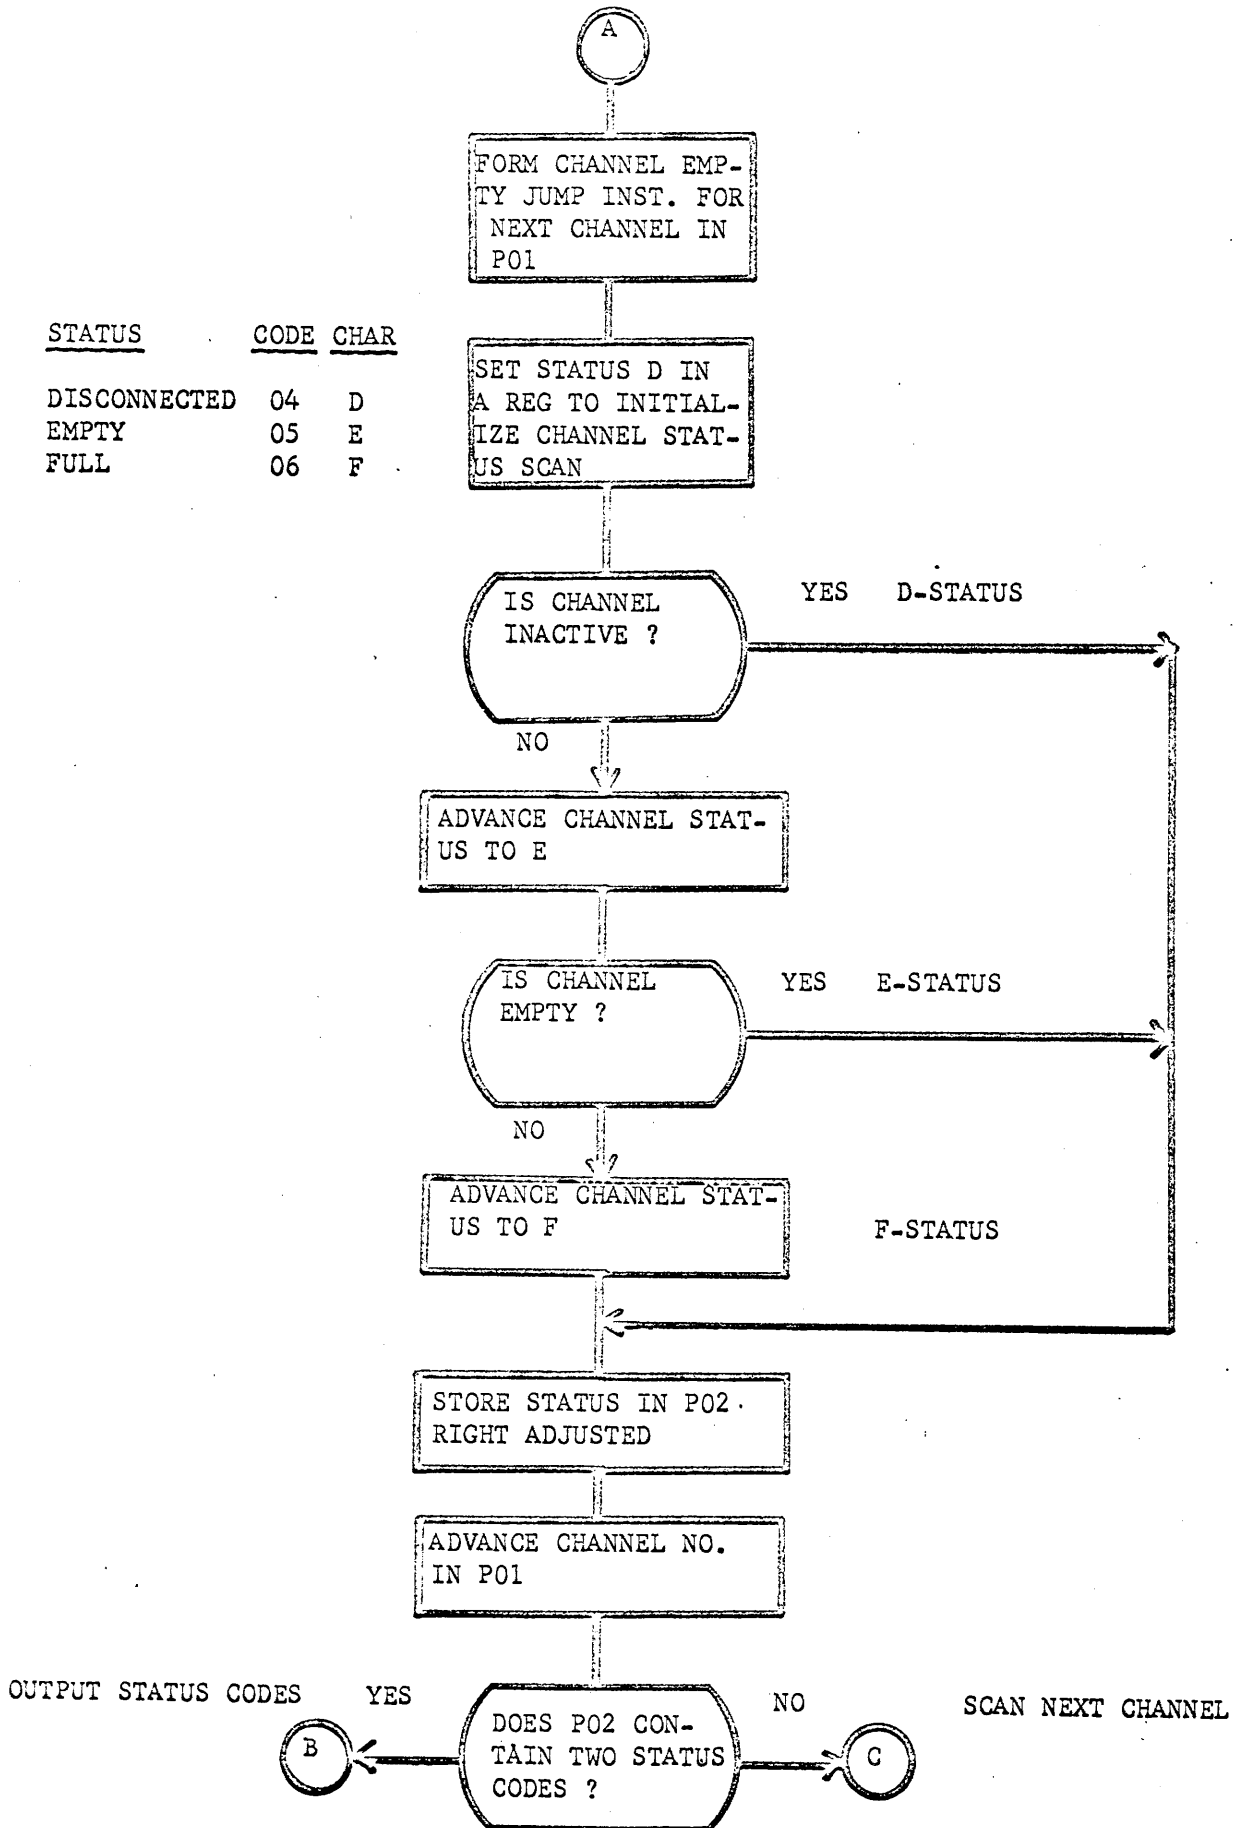 A
FORM CHANNEL EMP-
TY JUMP INST. FOR
NEXT CHANNEL IN
P01
STATUS CODE CHAR
DISCONNECTED 04 D
EMPTY 05 E
FULL 06 F
SET STATUS D IN
A REG TO INITIAL-
IZE CHANNEL STAT-
US SCAN
IS CHANNEL
INACTIVE ?
YES D-STATUS
NO
ADVANCE CHANNEL STAT-
US TO E
IS CHANNEL
EMPTY ?
YES E-STATUS
NO
ADVANCE CHANNEL STAT-
US TO F
F-STATUS
STORE STATUS IN P02
RIGHT ADJUSTED
ADVANCE CHANNEL NO.
IN P01
OUTPUT STATUS CODES YES
B
DOES P02 CON-
TAIN TWO STATUS
CODES ?
NO SCAN NEXT CHANNEL
C